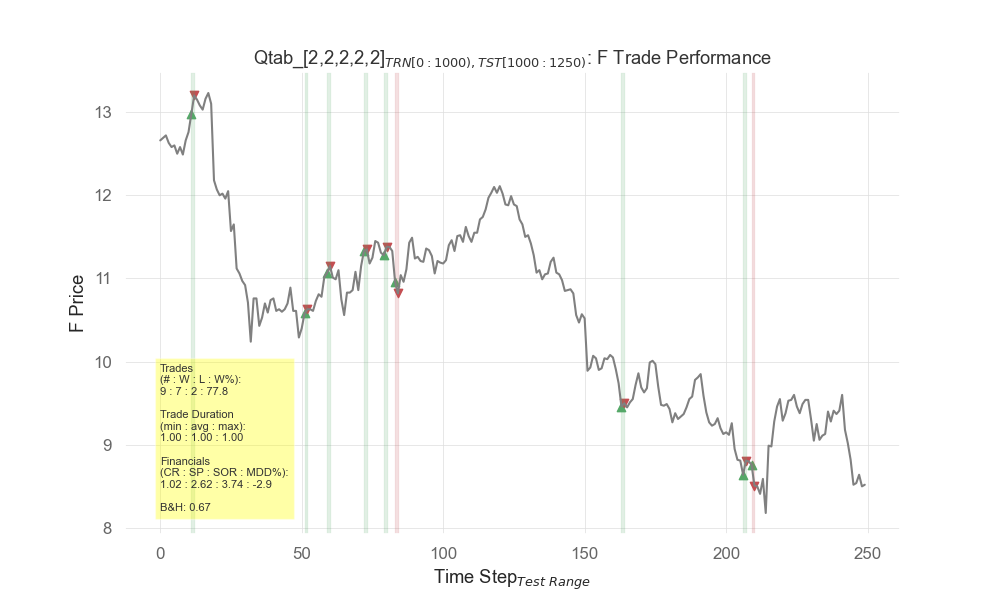 Qtab_[2,2,2,2,2]TRN[0 : 1000), TST[1000 : 1250): F Trade Performance
13
12
11
10
9
8
F Price
Trades
(# : W : L : W%):
9 : 7 : 2 : 77.8
Trade Duration
(min : avg : max):
1.00 : 1.00 : 1.00
Financials
(CR : SP : SOR : MDD%):
1.02 : 2.62 : 3.74 : -2.9
B&H: 0.67
0 50 100 150 200 250
Time StepTest Range